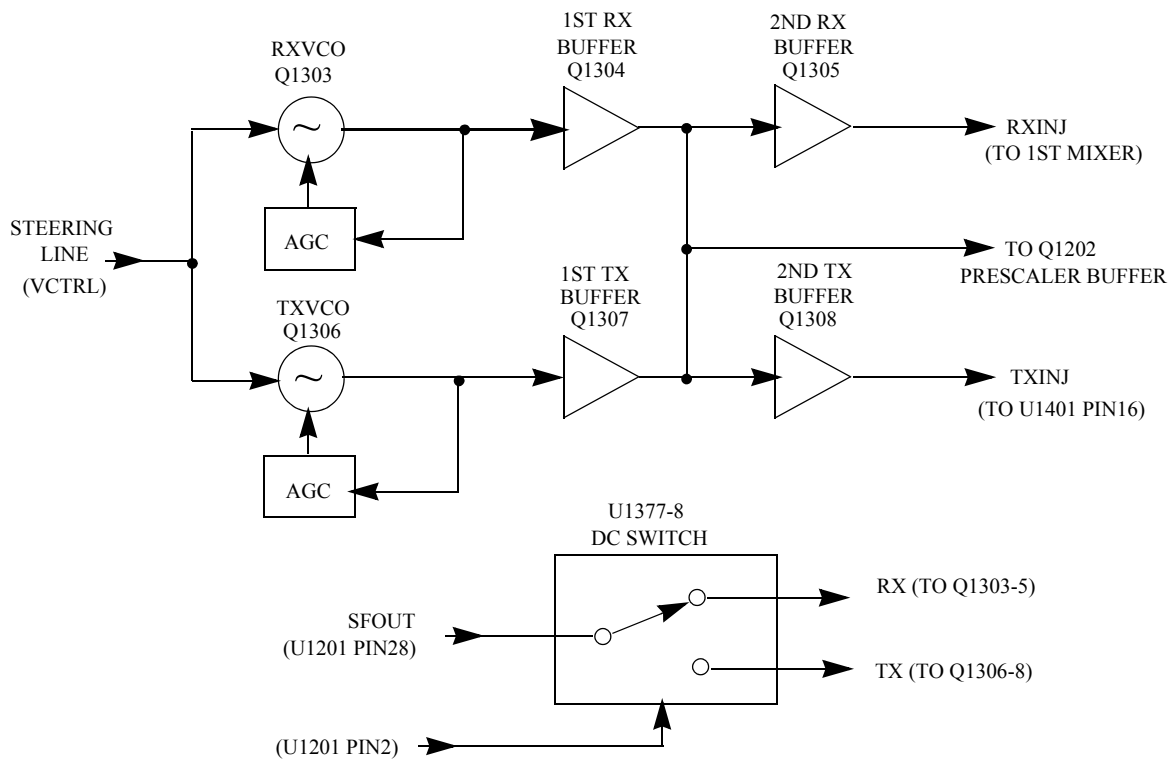 RXVCO
Q1303
1ST RX
BUFFER
Q1304
2ND RX
BUFFER
Q1305
~
RXINJ
(TO 1ST MIXER)
AGC
STEERING
LINE
(VCTRL)
TO Q1202
PRESCALER BUFFER
TXVCO
Q1306
1ST TX
BUFFER
Q1307
2ND TX
BUFFER
Q1308
~
TXINJ
(TO U1401 PIN16)
AGC
U1377-8
DC SWITCH
SFOUT
(U1201 PIN28)
RX (TO Q1303-5)
TX (TO Q1306-8)
(U1201 PIN2)